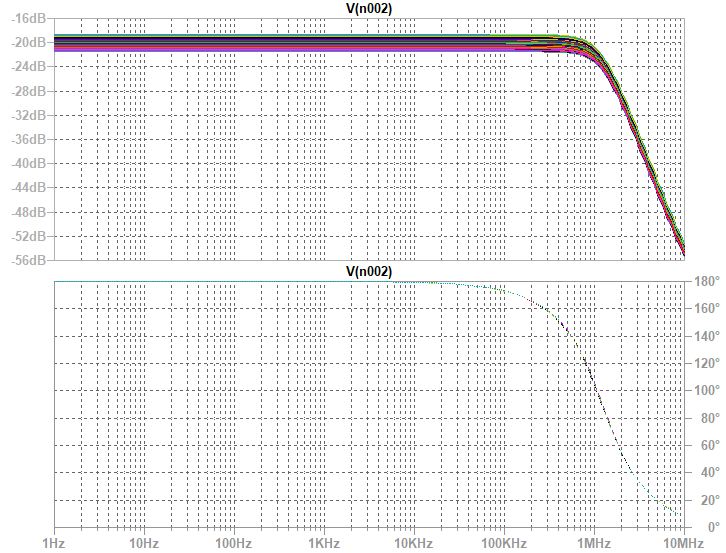 V(n002)
-16dB
-20dB
-24dB
-28dB
-32dB
-36dB
-40dB
-44dB
-48dB
-52dB
-56dB
V(n002)
180°
160°
140°
120°
100°
80°
60°
40°
20°
0°
1Hz 10Hz 100Hz 1KHz 10KHz 100KHz 1MHz 10MHz